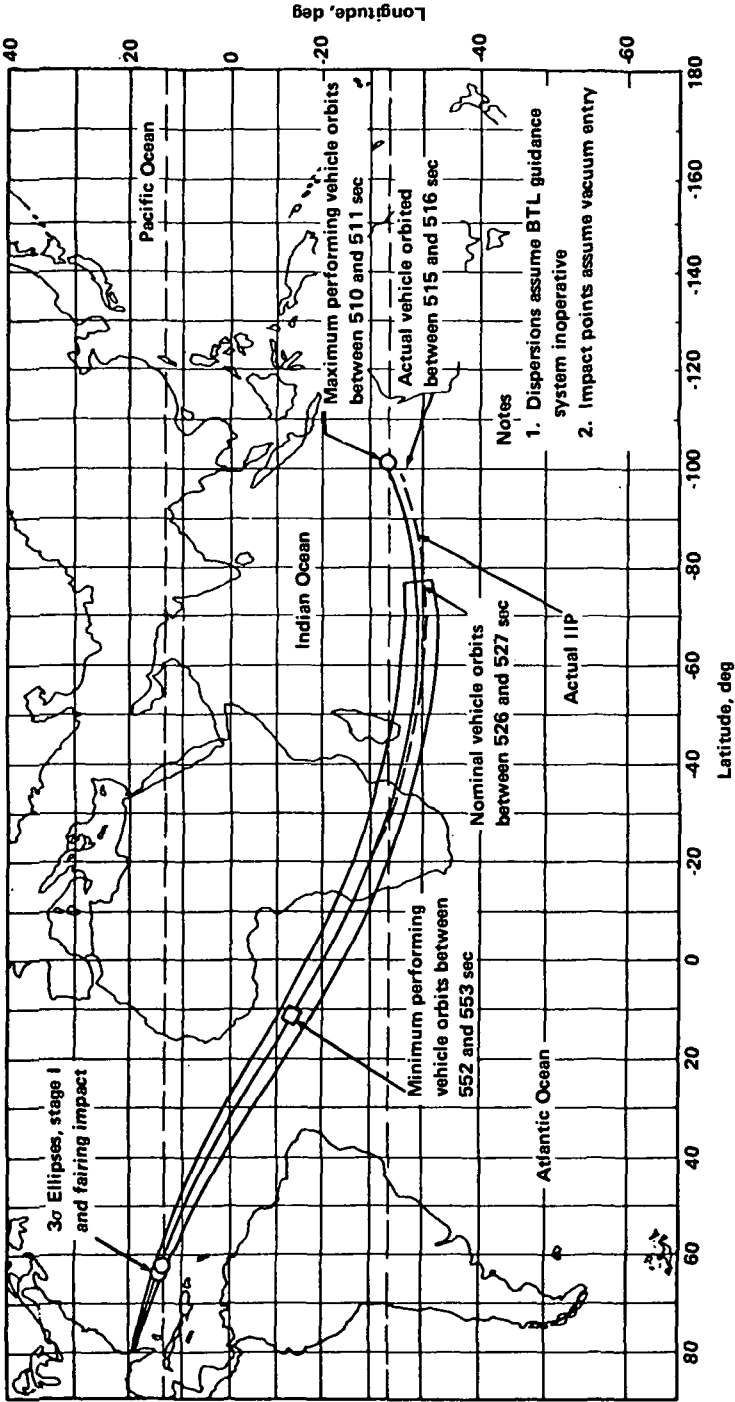 40
20
0
-20
-40
-60
Longitude, deg
80
60
40
20
0
-20
-40
-60
-80
-100
-120
-140
-160
180
Latitude, deg
3σ Ellipses, stage I
and fairing impact
Pacific Ocean
Indian Ocean
Atlantic Ocean
Minimum performing
vehicle orbits between
552 and 553 sec
Nominal vehicle orbits
between 526 and 527 sec
Actual IIP
Maximum performing vehicle orbits
between 510 and 511 sec
Actual vehicle orbited
between 515 and 516 sec
Notes
1. Dispersions assume BTL guidance
system inoperative
2. Impact points assume vacuum entry